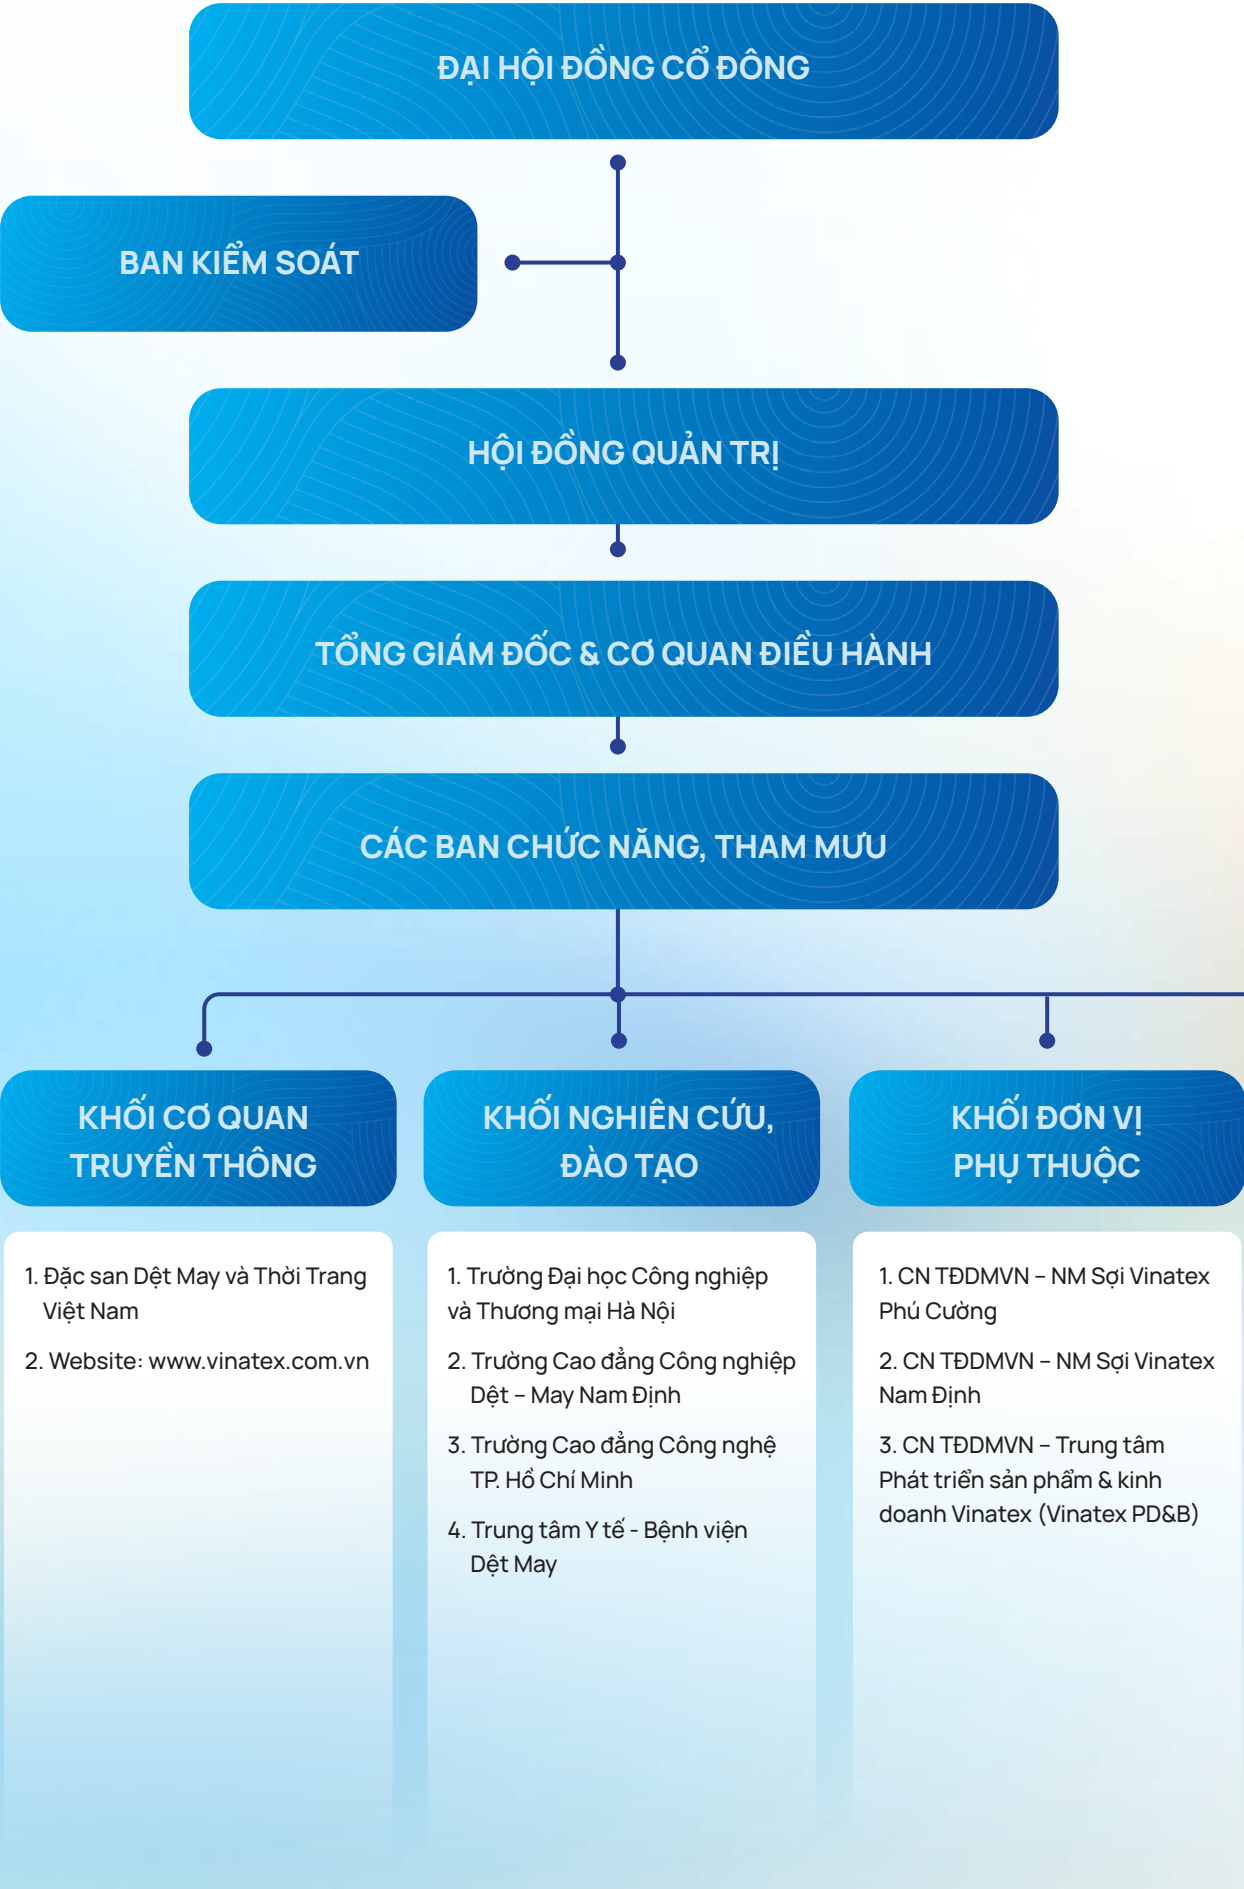 ĐẠI HỘI ĐỒNG CỔ ĐÔNG
BAN KIỂM SOÁT
HỘI ĐỒNG QUẢN TRỊ
TỔNG GIÁM ĐỐC & CƠ QUAN ĐIỀU HÀNH
CÁC BAN CHỨC NĂNG, THAM MƯU
KHỐI CƠ QUAN
TRUYỀN THÔNG
1. Đặc san Dệt May và Thời Trang
Việt Nam
2. Website: www.vinatex.com.vn
KHỐI NGHIÊN CỨU,
ĐÀO TẠO
1. Trường Đại học Công nghiệp
và Thương mại Hà Nội
2. Trường Cao đẳng Công nghiệp
Dệt – May Nam Định
3. Trường Cao đẳng Công nghệ
TP. Hồ Chí Minh
4. Trung tâm Y tế - Bệnh viện
Dệt May
KHỐI ĐƠN VỊ
PHỤ THUỘC
1. CN TĐDMVN – NM Sợi Vinatex
Phú Cường
2. CN TĐDMVN – NM Sợi Vinatex
Nam Định
3. CN TĐDMVN – Trung tâm
Phát triển sản phẩm & kinh
doanh Vinatex (Vinatex PD&B)